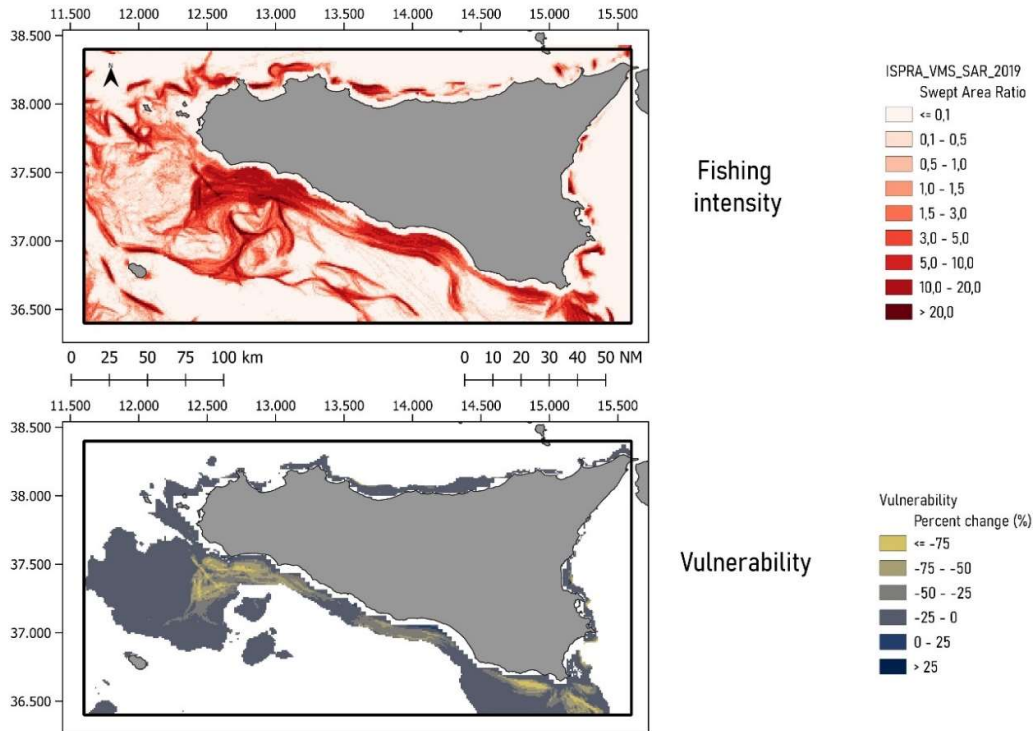 11.500 12.000 12.500 13.000 13.500 14.000 14.500 15.000 15.500
38.500
38.000
37.500
37.000
36.500
N
ISPRA_VMS_SAR_2019
Swept Area Ratio
<= 0,1
0,1 - 0,5
0,5 - 1,0
1,0 - 1,5
1,5 - 3,0
3,0 - 5,0
5,0 - 10,0
10,0 - 20,0
> 20,0
Fishing
intensity
0 25 50 75 100 km
0 10 20 30 40 50 NM
11.500 12.000 12.500 13.000 13.500 14.000 14.500 15.000 15.500
38.500
38.000
37.500
37.000
36.500
Vulnerability
Vulnerability
Percent change (%)
<= -75
-75 - -50
-50 - -25
-25 - 0
0 - 25
> 25